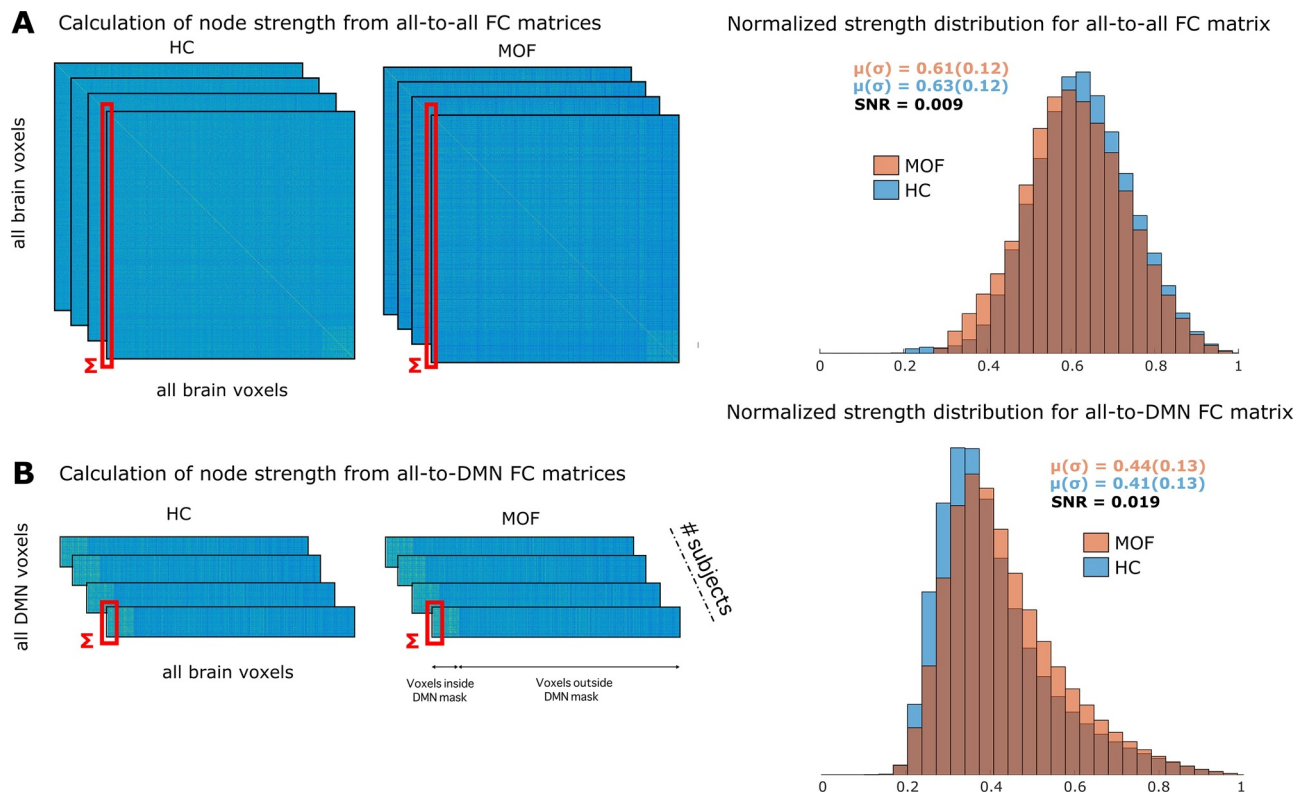 A
Calculation of node strength from all-to-all FC matrices
HC
MOF
all brain voxels
Σ
Σ
all brain voxels
Normalized strength distribution for all-to-all FC matrix
μ(σ) = 0.61(0.12)
μ(σ) = 0.63(0.12)
SNR = 0.009
MOF
HC
0 0.2 0.4 0.6 0.8 1
B
Calculation of node strength from all-to-DMN FC matrices
HC
MOF
all DMN voxels
# subjects
Σ
Σ
all brain voxels
Voxels inside
DMN mask
Voxels outside
DMN mask
Normalized strength distribution for all-to-DMN FC matrix
μ(σ) = 0.44(0.13)
μ(σ) = 0.41(0.13)
SNR = 0.019
MOF
HC
0 0.2 0.4 0.6 0.8 1